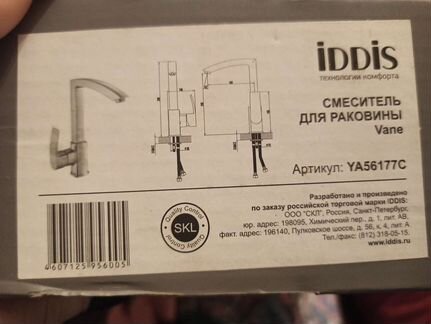 iDDiS
технологии комфорта
СМЕСИТЕЛЬ
ДЛЯ РАКОВИНЫ
Vane
Артикул: YA56177C
Разработано и произведено
по заказу российской торговой марки IDDIS:
ООО "СКЛ", Россия, Санкт-Петербург
юр. адрес: 198095, Химический пер., д. 1, лит. АВ,
факт. адрес: 196140, Пулковское шоссе, д. 56, к. 4, лит. А
Тел./факс: (812) 318-05-15.
www.iddis.ru
Quality Control
SKL
Quality Control
4607125956005